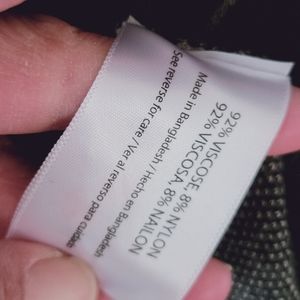 92% VISCOSE, 8% NYLON
92% VISCOSA, 8% NAILON
Made in Bangladesh / Hecho en Bangladesh
See reverse for care / Ver al reverso para cuidado